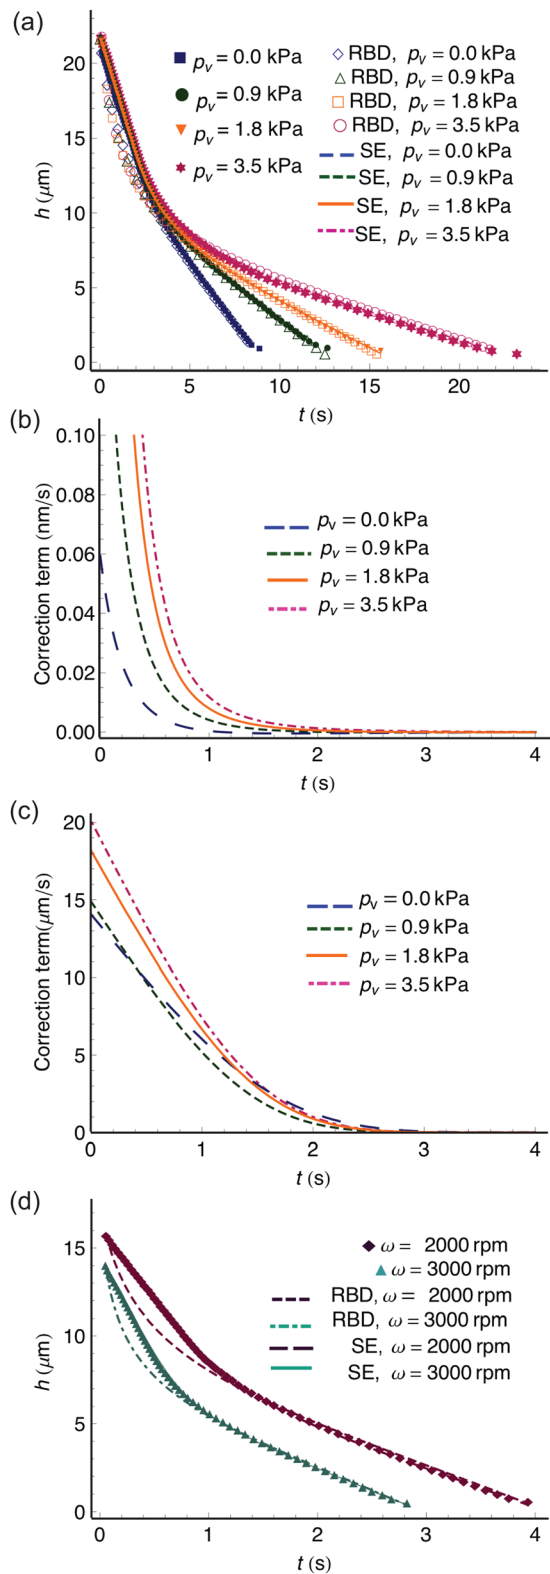 (a)
h (μm)
20
15
10
5
0
p_v = 0.0 kPa
p_v = 0.9 kPa
p_v = 1.8 kPa
p_v = 3.5 kPa
RBD, p_v = 0.0 kPa
RBD, p_v = 0.9 kPa
RBD, p_v = 1.8 kPa
RBD, p_v = 3.5 kPa
SE, p_v = 0.0 kPa
SE, p_v = 0.9 kPa
SE, p_v = 1.8 kPa
SE, p_v = 3.5 kPa
0 5 10 15 20
t (s)
(b)
Correction term (nm/s)
0.10
0.08
0.06
0.04
0.02
0.00
p_v = 0.0 kPa
p_v = 0.9 kPa
p_v = 1.8 kPa
p_v = 3.5 kPa
0 1 2 3 4
t (s)
(c)
Correction term(μm/s)
20
15
10
5
0
p_v = 0.0 kPa
p_v = 0.9 kPa
p_v = 1.8 kPa
p_v = 3.5 kPa
0 1 2 3 4
t (s)
(d)
h (μm)
15
10
5
0
ω = 2000 rpm
ω = 3000 rpm
RBD, ω = 2000 rpm
RBD, ω = 3000 rpm
SE, ω = 2000 rpm
SE, ω = 3000 rpm
0 1 2 3 4
t (s)